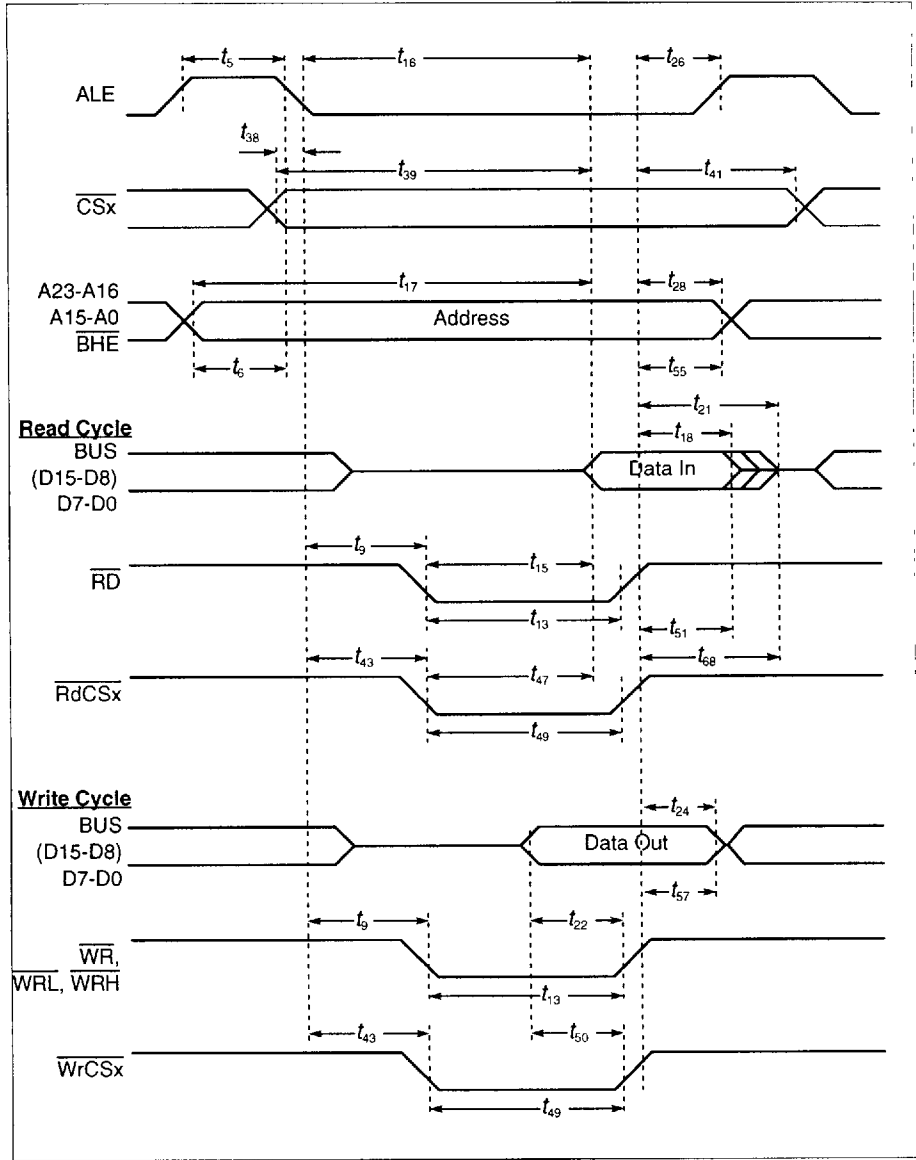 t5 t16 t26
ALE
t38
t39 t41
CSx
t17 t28
A23-A16
A15-A0 Address
BHE
t6 t55
t21
Read Cycle t18
BUS
(D15-D8) Data In
D7-D0
t9 t15
RD
t13 t51
t43 t47 t68
RdCSx
t49
Write Cycle t24
BUS
(D15-D8) Data Out
D7-D0
t57
t9 t22
WR,
WRL, WRH
t13
t43 t50
WrCSx
t49